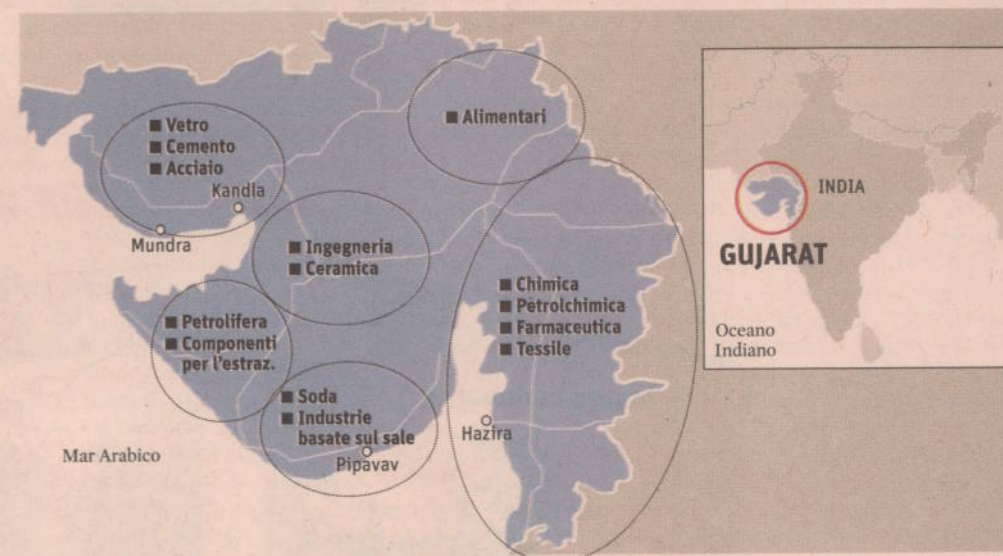 ■ Vetro
■ Cemento
■ Acciaio
Kandla
Mundra
■ Alimentari
■ Ingegneria
■ Ceramica
■ Petrolifera
■ Componenti
per l'estraz.
■ Soda
■ Industrie
basate sul sale
Pipavav
■ Chimica
■ Petrolchimica
■ Farmaceutica
■ Tessile
Hazira
Mar Arabico
INDIA
GUJARAT
Oceano
Indiano